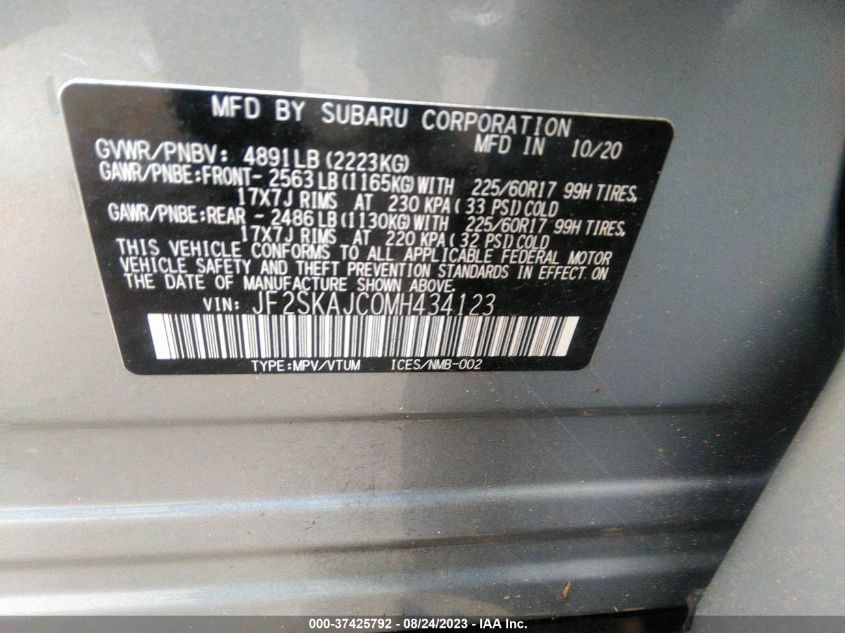 MFD BY SUBARU CORPORATION
MFD IN 10/20
GVWR/PNBV: 4891LB(2223KG)
GAWR/PNBE:FRONT- 2563LB(1165KG)WITH 225/60R17 99H TIRES,
17X7J RIMS AT 230 KPA(33 PSI)COLD
GAWR/PNBE:REAR - 2486LB(1130KG)WITH 225/60R17 99H TIRES,
17X7J RIMS AT 220 KPA(32 PSI)COLD
THIS VEHICLE CONFORMS TO ALL APPLICABLE FEDERAL MOTOR
VEHICLE SAFETY AND THEFT PREVENTION STANDARDS IN EFFECT ON
THE DATE OF MANUFACTURE SHOWN ABOVE.
VIN: JF2SKAJC0MH434123
TYPE:MPV/VTUM ICES/NMB-002
000-37425792 - 08/24/2023 - IAA Inc.